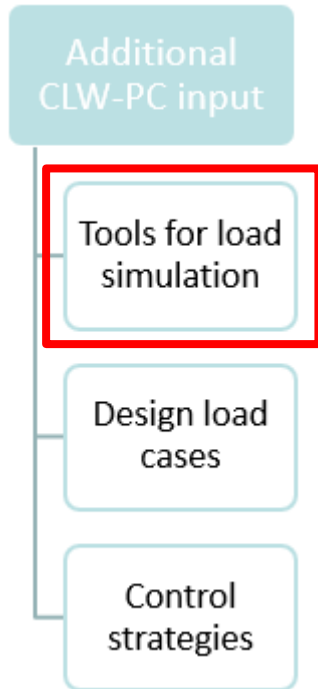 Additional
CLW-PC input
Tools for load
simulation
Design load
cases
Control
strategies